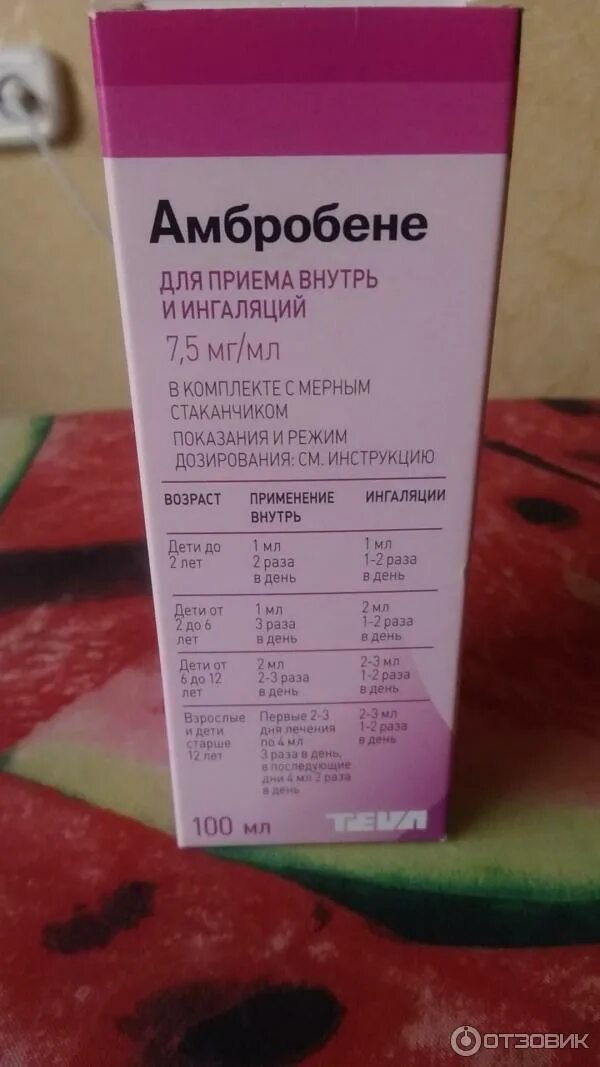 Амбробене
ДЛЯ ПРИЕМА ВНУТРЬ
И ИНГАЛЯЦИЙ
7,5 мг/мл
В КОМПЛЕКТЕ С МЕРНЫМ
СТАКАНЧИКОМ
ПОКАЗАНИЯ И РЕЖИМ
ДОЗИРОВАНИЯ: СМ. ИНСТРУКЦИЮ
ВОЗРАСТ ПРИМЕНЕНИЕ ИНГАЛЯЦИИ
ВНУТРЬ
Дети до 1 мл 1 мл
2 лет 2 раза 1-2 раза
в день в день
Дети от 1 мл 2 мл
2 до 6 3 раза 1-2 раза
лет в день в день
Дети от 2 мл 2-3 мл
6 до 12 2-3 раза 1-2 раза
лет в день в день
Взрослые Первые 2-3 2-3 мл
и дети дня лечения 1-2 раза
старше по 4 мл в день
12 лет 3 раза в день,
в последующие
дни 4 мл 2 раза
в день
100 мл TEVA
ОТЗОВИК